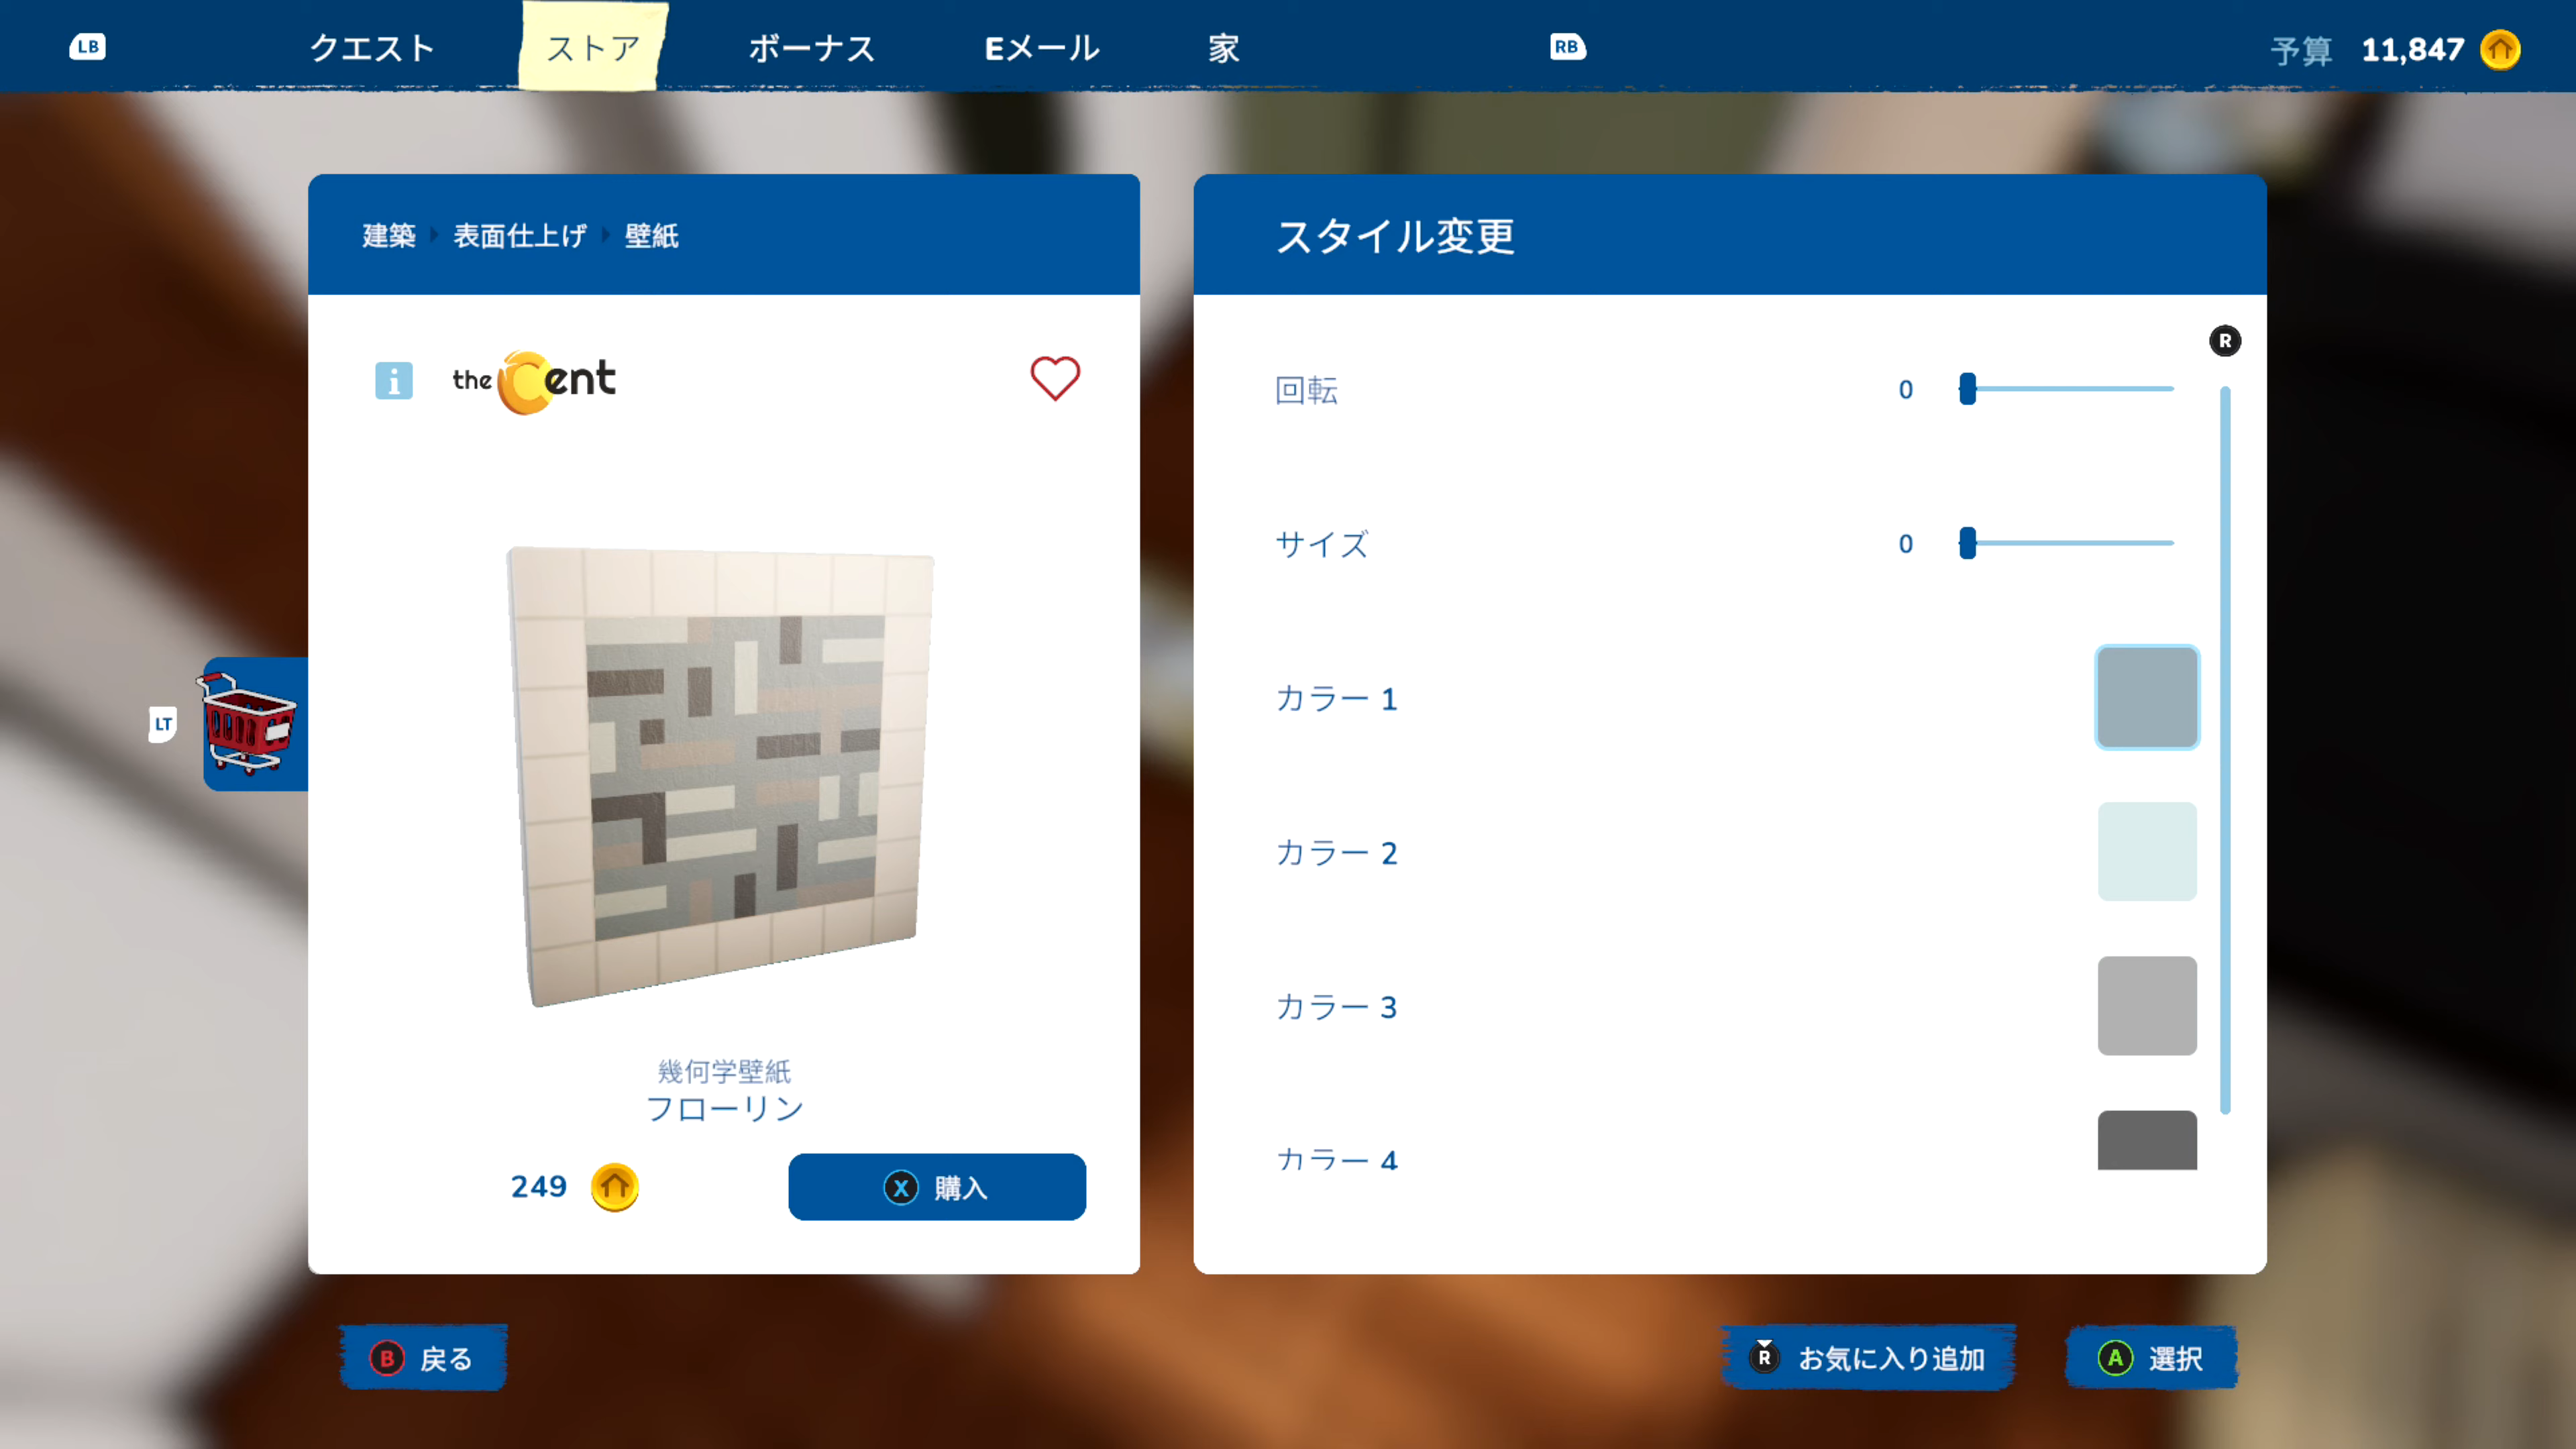 LB クエスト ストア ボーナス Eメール 家 RB 予算 11,847
建築 表面仕上げ 壁紙
the Cent
幾何学壁紙
フローリン
249 X 購入
LT
スタイル変更
R
回転 0
サイズ 0
カラー 1
カラー 2
カラー 3
カラー 4
B 戻る
R お気に入り追加
A 選択